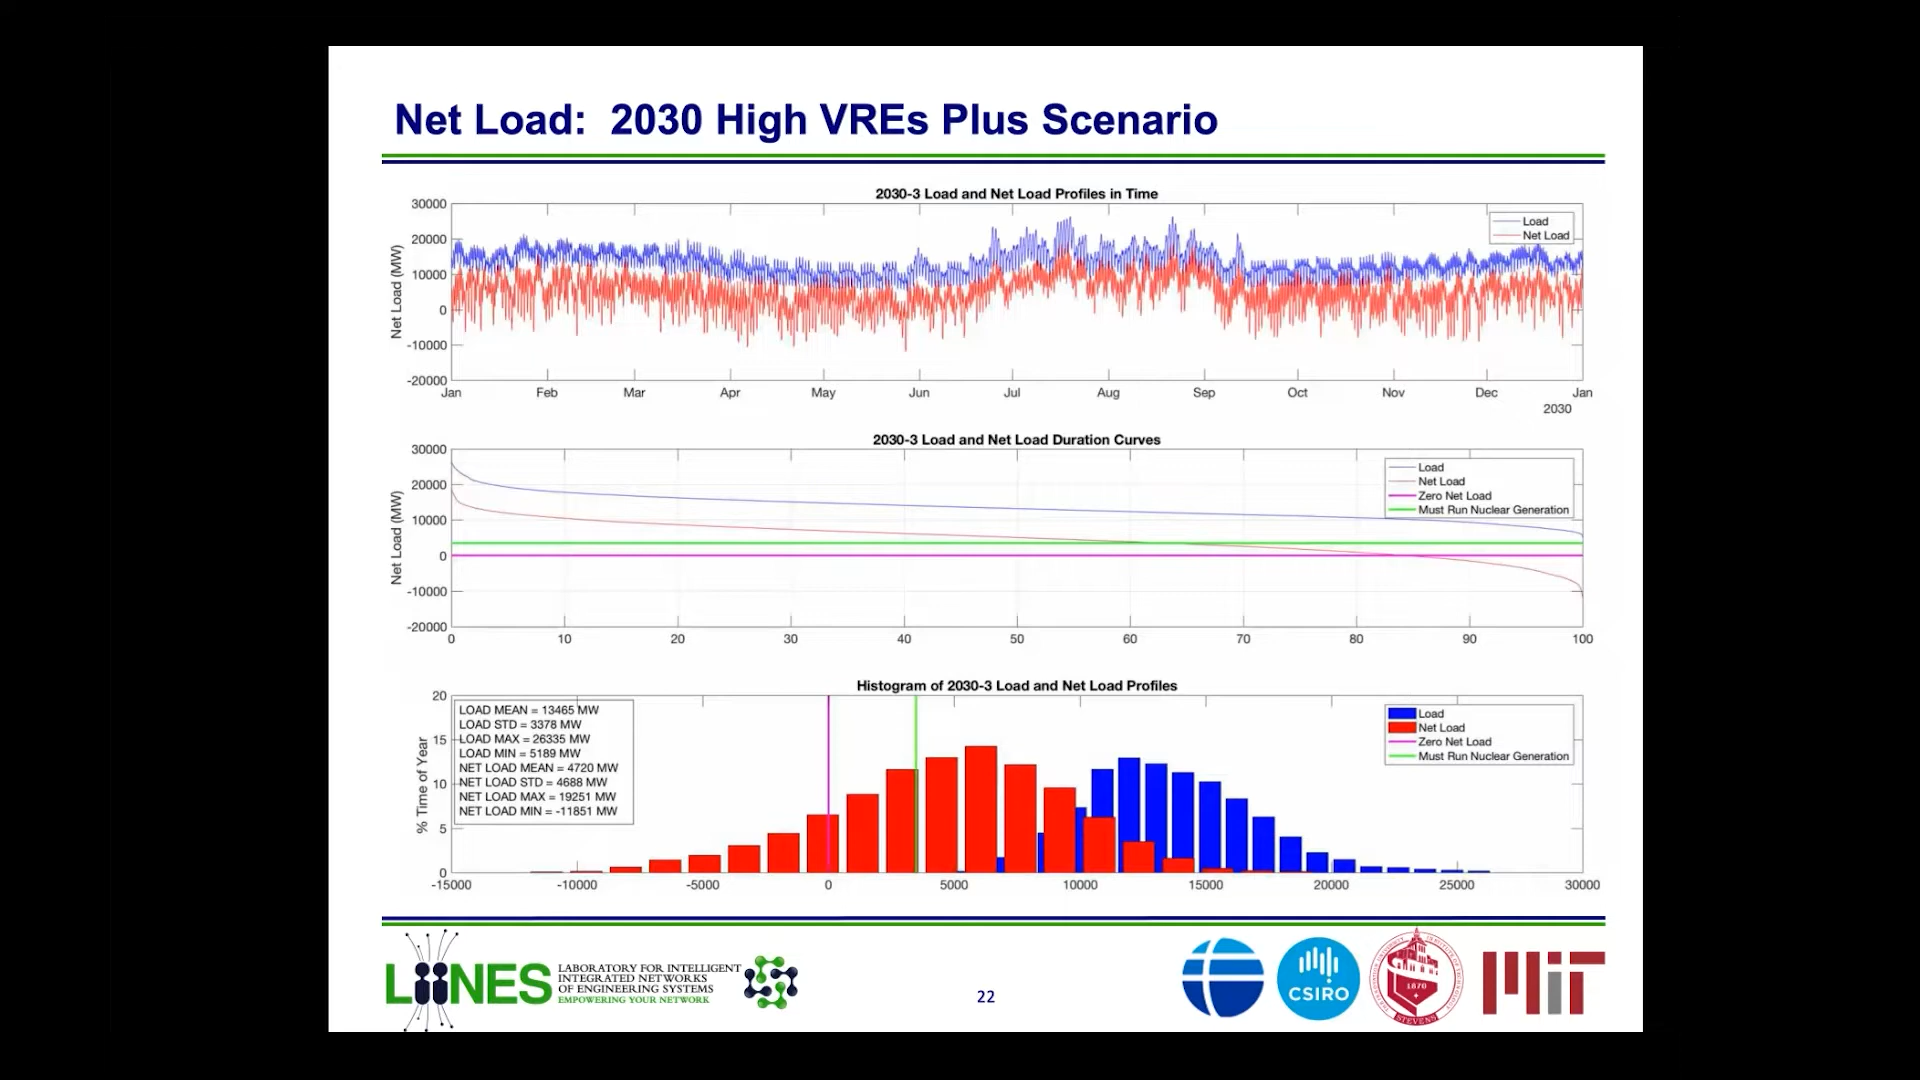 Net Load:  2030 High VREs Plus Scenario
2030-3 Load and Net Load Profiles in Time
Net Load (MW)
30000
20000
10000
0
-10000
-20000
Load
Net Load
Jan Feb Mar Apr May Jun Jul Aug Sep Oct Nov Dec Jan
2030
2030-3 Load and Net Load Duration Curves
Net Load (MW)
30000
20000
10000
0
-10000
-20000
Load
Net Load
Zero Net Load
Must Run Nuclear Generation
0 10 20 30 40 50 60 70 80 90 100
Histogram of 2030-3 Load and Net Load Profiles
% Time of Year
20
15
10
5
0
LOAD MEAN = 13465 MW
LOAD STD = 3378 MW
LOAD MAX = 26335 MW
LOAD MIN = 5189 MW
NET LOAD MEAN = 4720 MW
NET LOAD STD = 4688 MW
NET LOAD MAX = 19251 MW
NET LOAD MIN = -11851 MW
Load
Net Load
Zero Net Load
Must Run Nuclear Generation
-15000 -10000 -5000 0 5000 10000 15000 20000 25000 30000
LIINES
LABORATORY FOR INTELLIGENT
INTEGRATED NETWORKS
OF ENGINEERING SYSTEMS
EMPOWERING YOUR NETWORK
22
CSIRO
1870
STEVENS
MIT